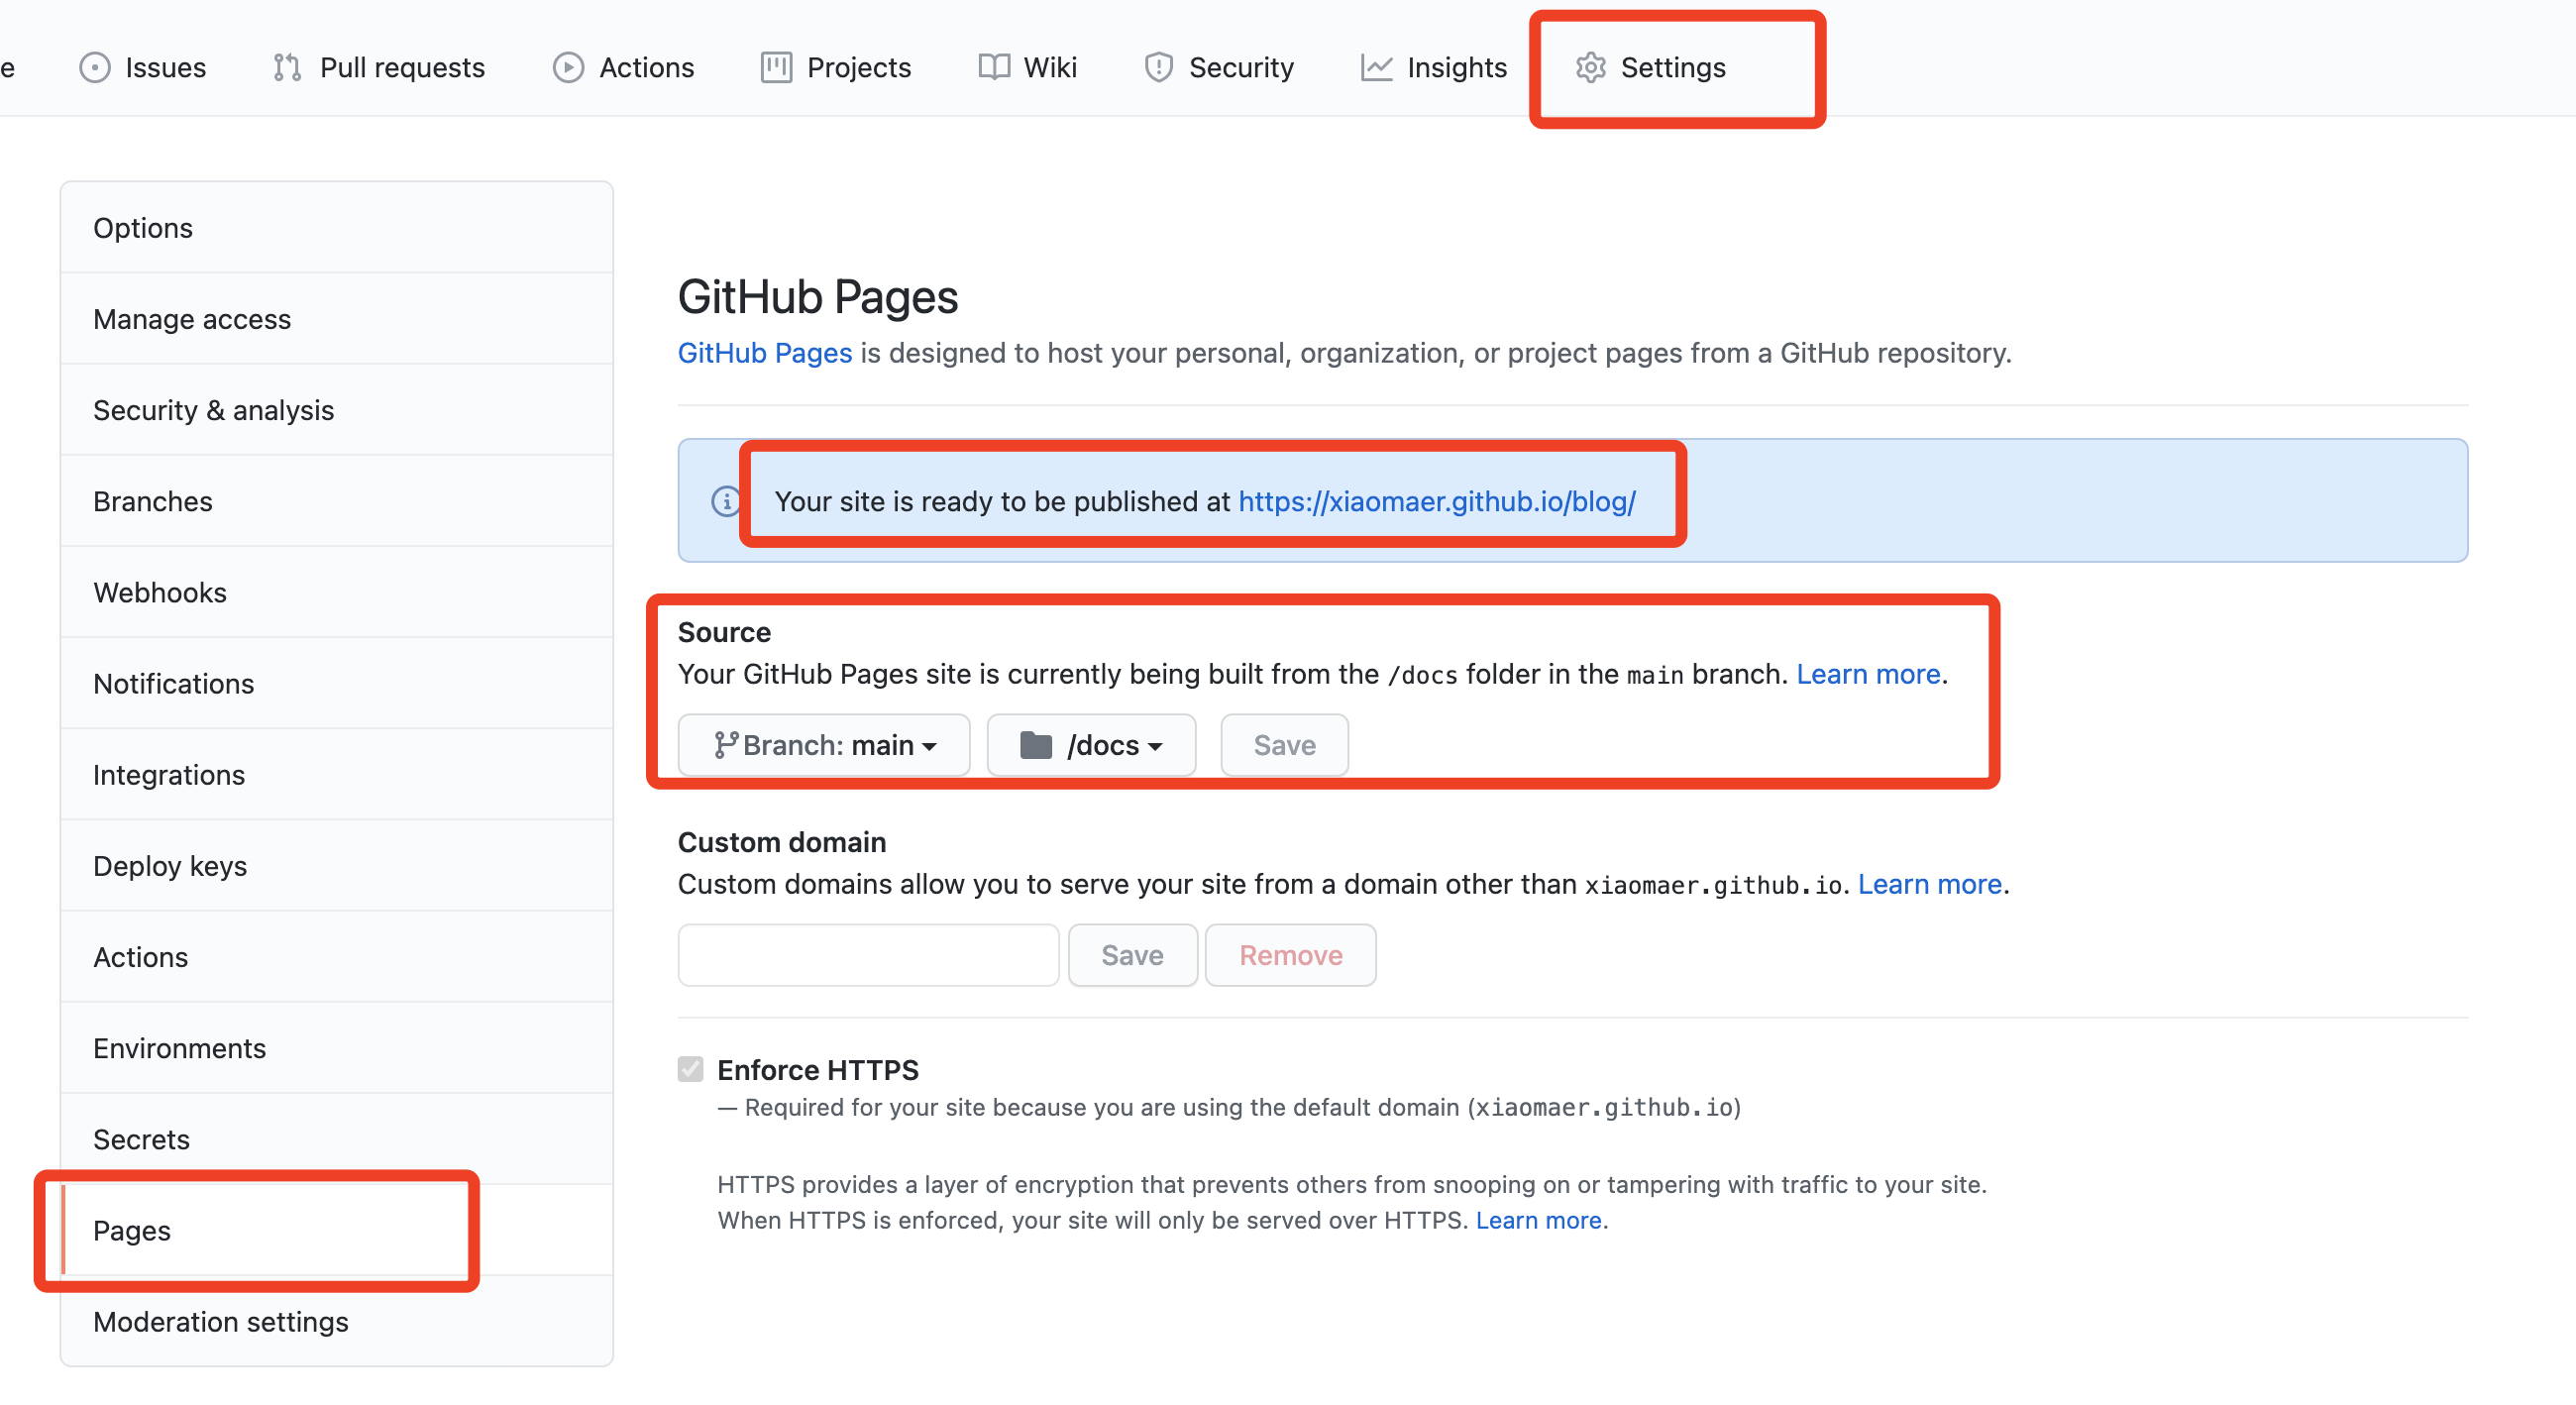 e Issues Pull requests Actions Projects Wiki Security Insights Settings
Options
Manage access
Security & analysis
Branches
Webhooks
Notifications
Integrations
Deploy keys
Actions
Environments
Secrets
Pages
Moderation settings
GitHub Pages
GitHub Pages is designed to host your personal, organization, or project pages from a GitHub repository.
Your site is ready to be published at https://xiaomaer.github.io/blog/
Source
Your GitHub Pages site is currently being built from the /docs folder in the main branch. Learn more.
Branch: main /docs Save
Custom domain
Custom domains allow you to serve your site from a domain other than xiaomaer.github.io. Learn more.
Save Remove
Enforce HTTPS
— Required for your site because you are using the default domain (xiaomaer.github.io)
HTTPS provides a layer of encryption that prevents others from snooping on or tampering with traffic to your site.
When HTTPS is enforced, your site will only be served over HTTPS. Learn more.